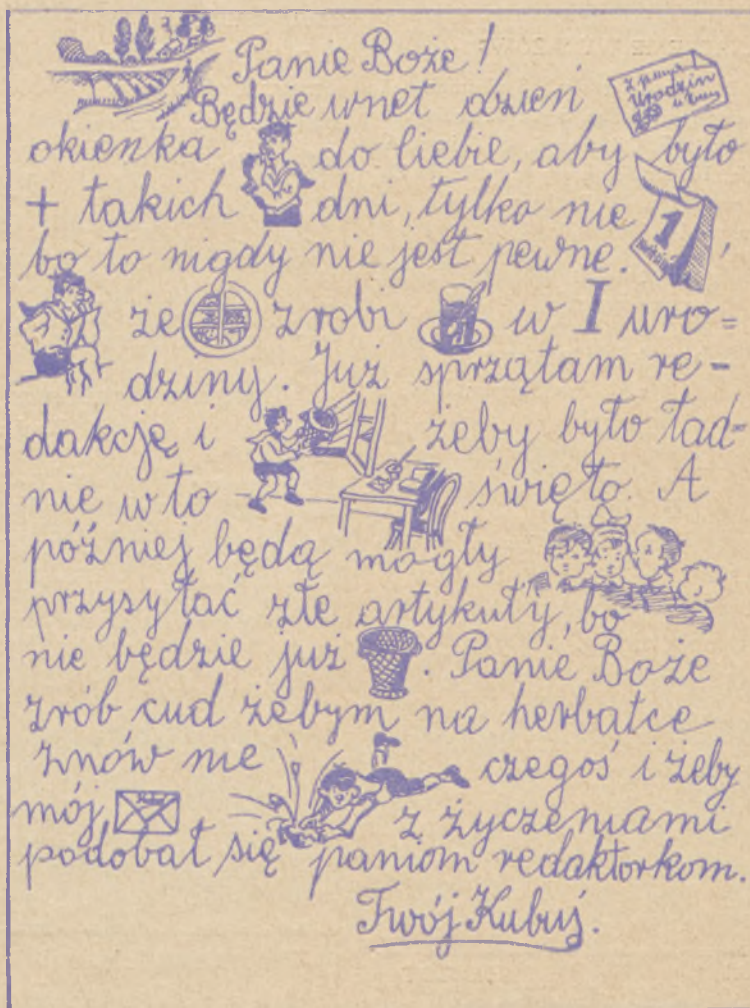 Panie Boże!
Będzie wnet dzień
Urodzin
okienka do Ciebie, aby było
+ takich dni, tylko nie 1
bo to nigdy nie jest pewne.
że zrobi w I uro=
dziny. Już sprzątam re-
dakcję i żeby było ład=
nie w to święto. A
później będą mogły
przysyłać złe artykuły, bo
nie będzie już . Panie Boże
zrób cud żebym na herbatce
znów nie czegoś i żeby
mój z życzeniami
podobał się paniom redaktorkom.
Twój Kubuś.